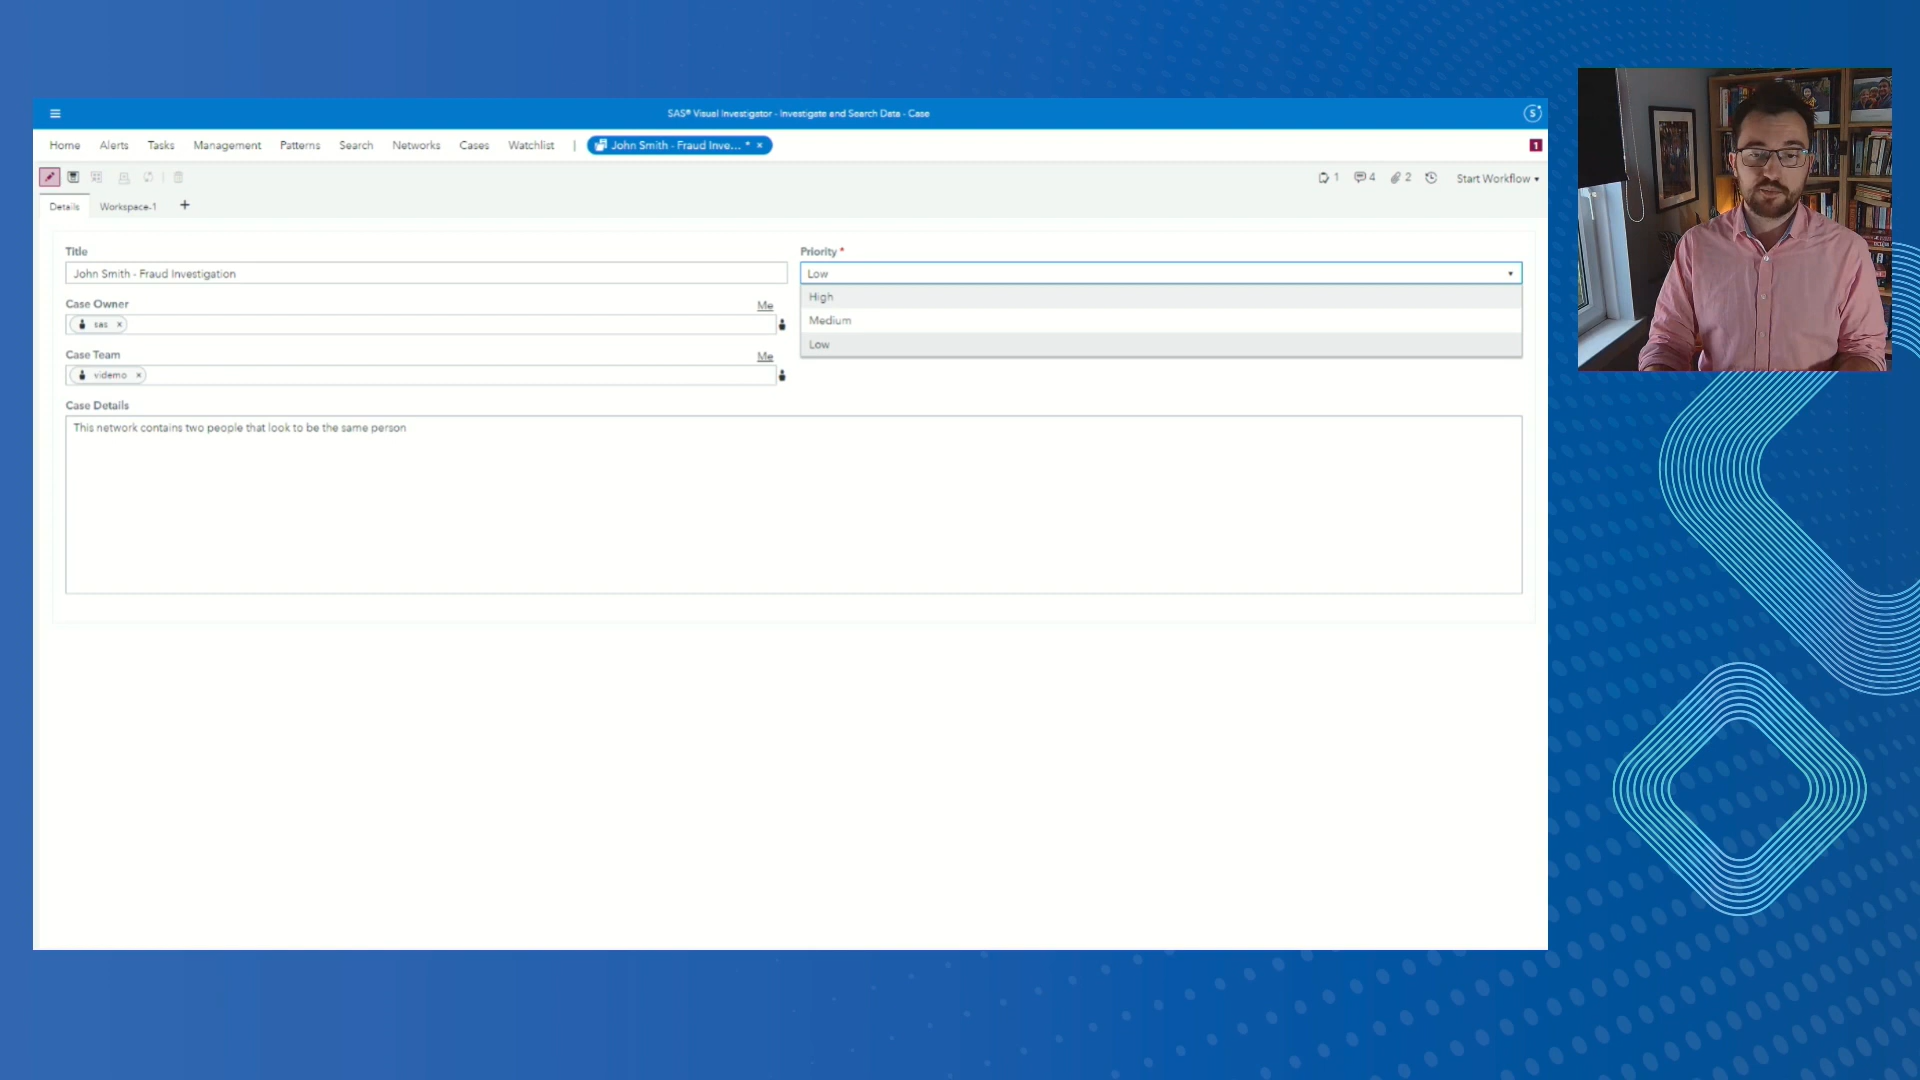 SAS® Visual Investigator - Investigate and Search Data - Case
S
Home Alerts Tasks Management Patterns Search Networks Cases Watchlist | John Smith - Fraud Inve... * ×
1
1 4 2 Start Workflow
Details Workspace-1 +
Title
John Smith - Fraud Investigation
Priority *
Low
High
Medium
Low
Case Owner Me
sas ×
Case Team Me
videmo ×
Case Details
This network contains two people that look to be the same person